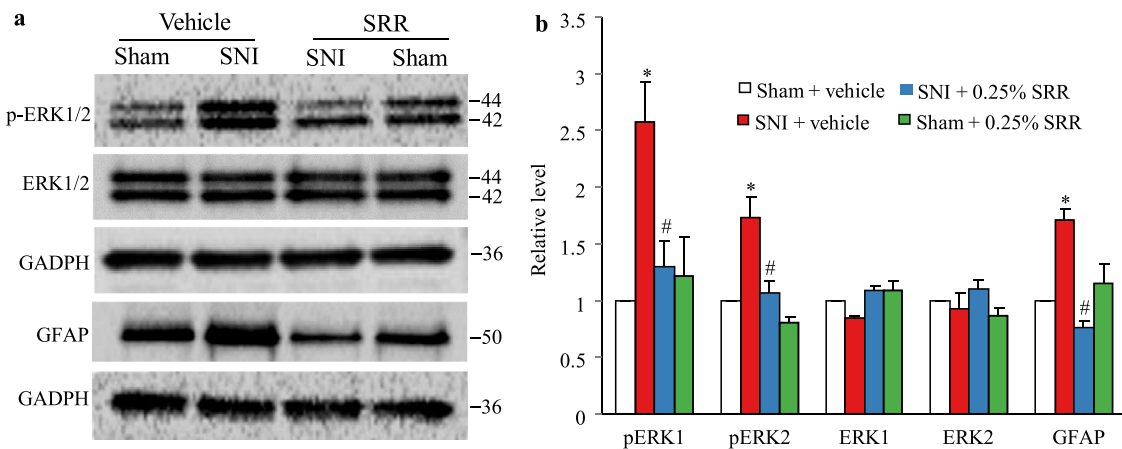 a
Vehicle SRR
Sham SNI SNI Sham
p-ERK1/2 –44
–42
ERK1/2 –44
–42
GADPH –36
GFAP –50
GADPH –36
b
3.5
3
2.5
2
1.5
1
0.5
0
Relative level
Sham + vehicle SNI + 0.25% SRR
SNI + vehicle Sham + 0.25% SRR
* # * # * #
pERK1 pERK2 ERK1 ERK2 GFAP